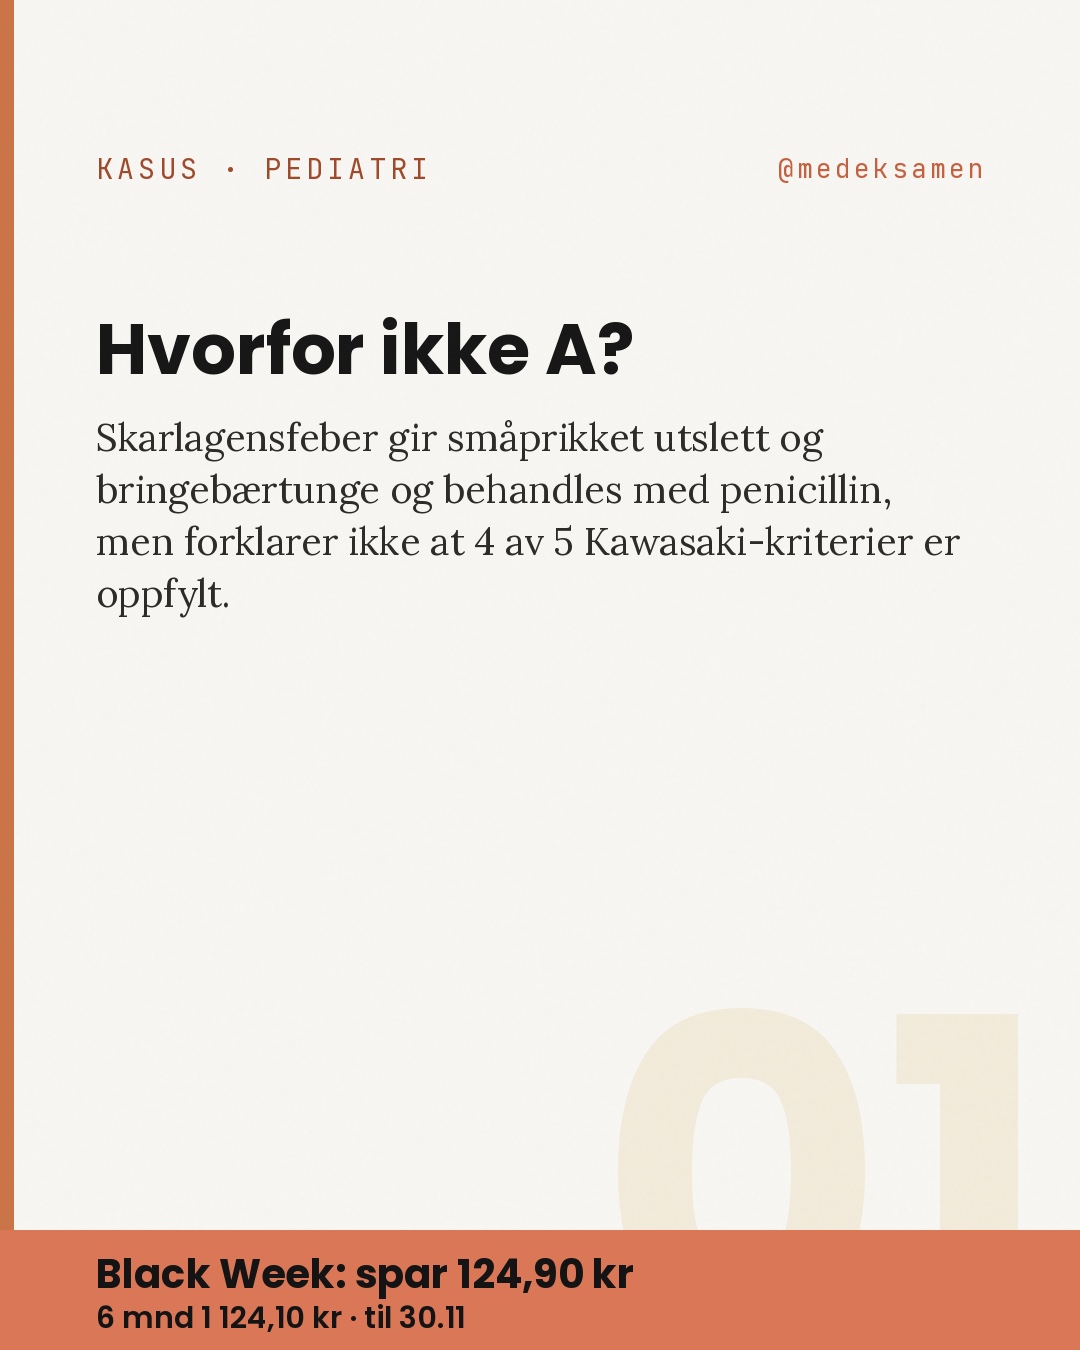 KASUS · PEDIATRI
@medeksamen
Hvorfor ikke A?
Skarlagensfeber gir småprikket utslett og
bringebærtunge og behandles med penicillin,
men forklarer ikke at 4 av 5 Kawasaki-kriterier er
oppfylt.
01
Black Week: spar 124,90 kr
6 mnd 1 124,10 kr · til 30.11